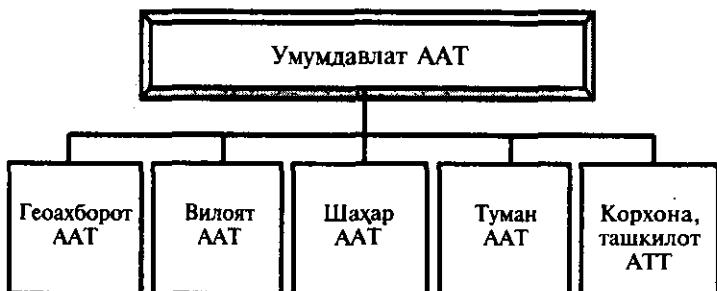 Умумдавлат ААТ
Геоахборот
ААТ
Вилоят
ААТ
Шаҳар
ААТ
Туман
ААТ
Корхона,
ташкилот
АТТ